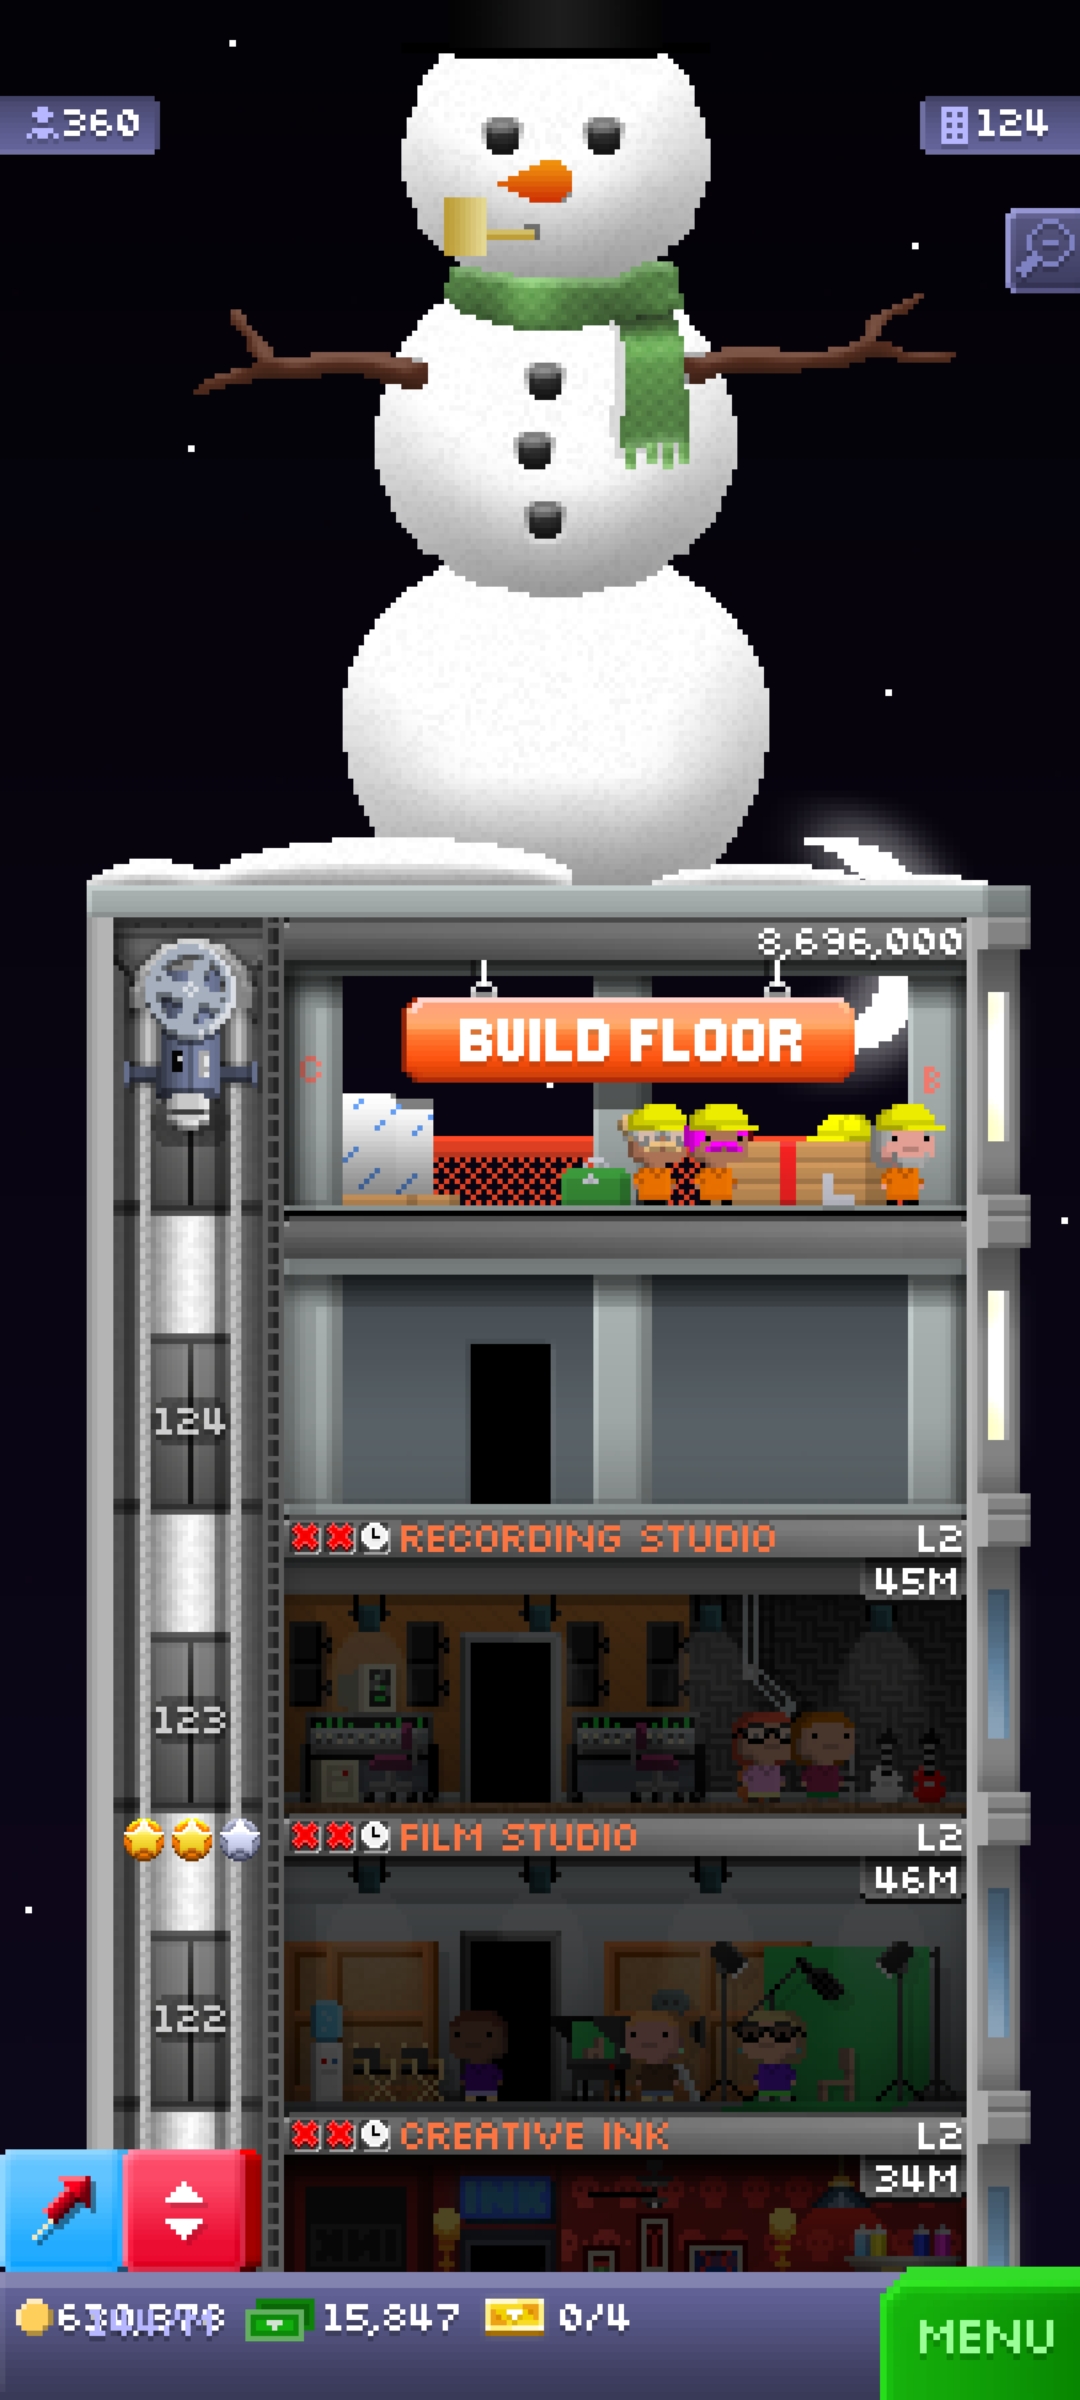 360
124
8,696,000
BUILD FLOOR
C
B
124
RECORDING STUDIO L2
45M
123
FILM STUDIO L2
46M
122
CREATIVE INK L2
34M
INK
15,847
0/4
MENU